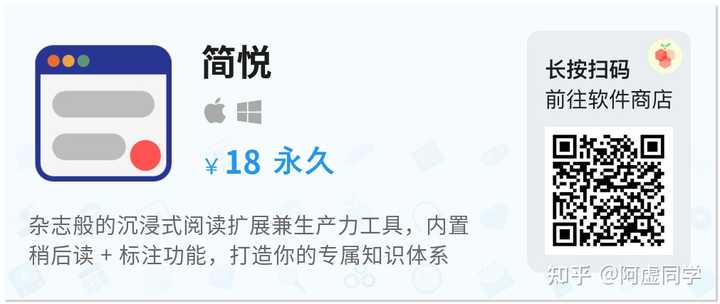 简悦
¥ 18 永久
杂志般的沉浸式阅读扩展兼生产力工具，内置
稍后读 + 标注功能，打造你的专属知识体系
长按扫码
前往软件商店
知乎 @阿虚同学